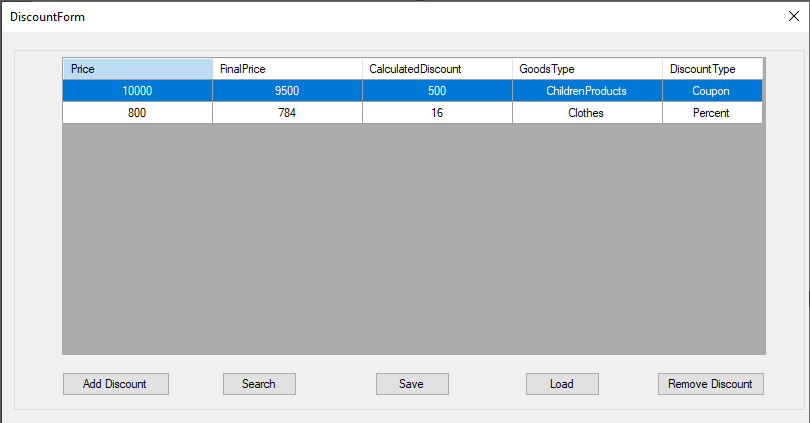 DiscountForm
Price FinalPrice CalculatedDiscount GoodsType DiscountType
10000 9500 500 ChildrenProducts Coupon
800 784 16 Clothes Percent
Add Discount Search Save Load Remove Discount